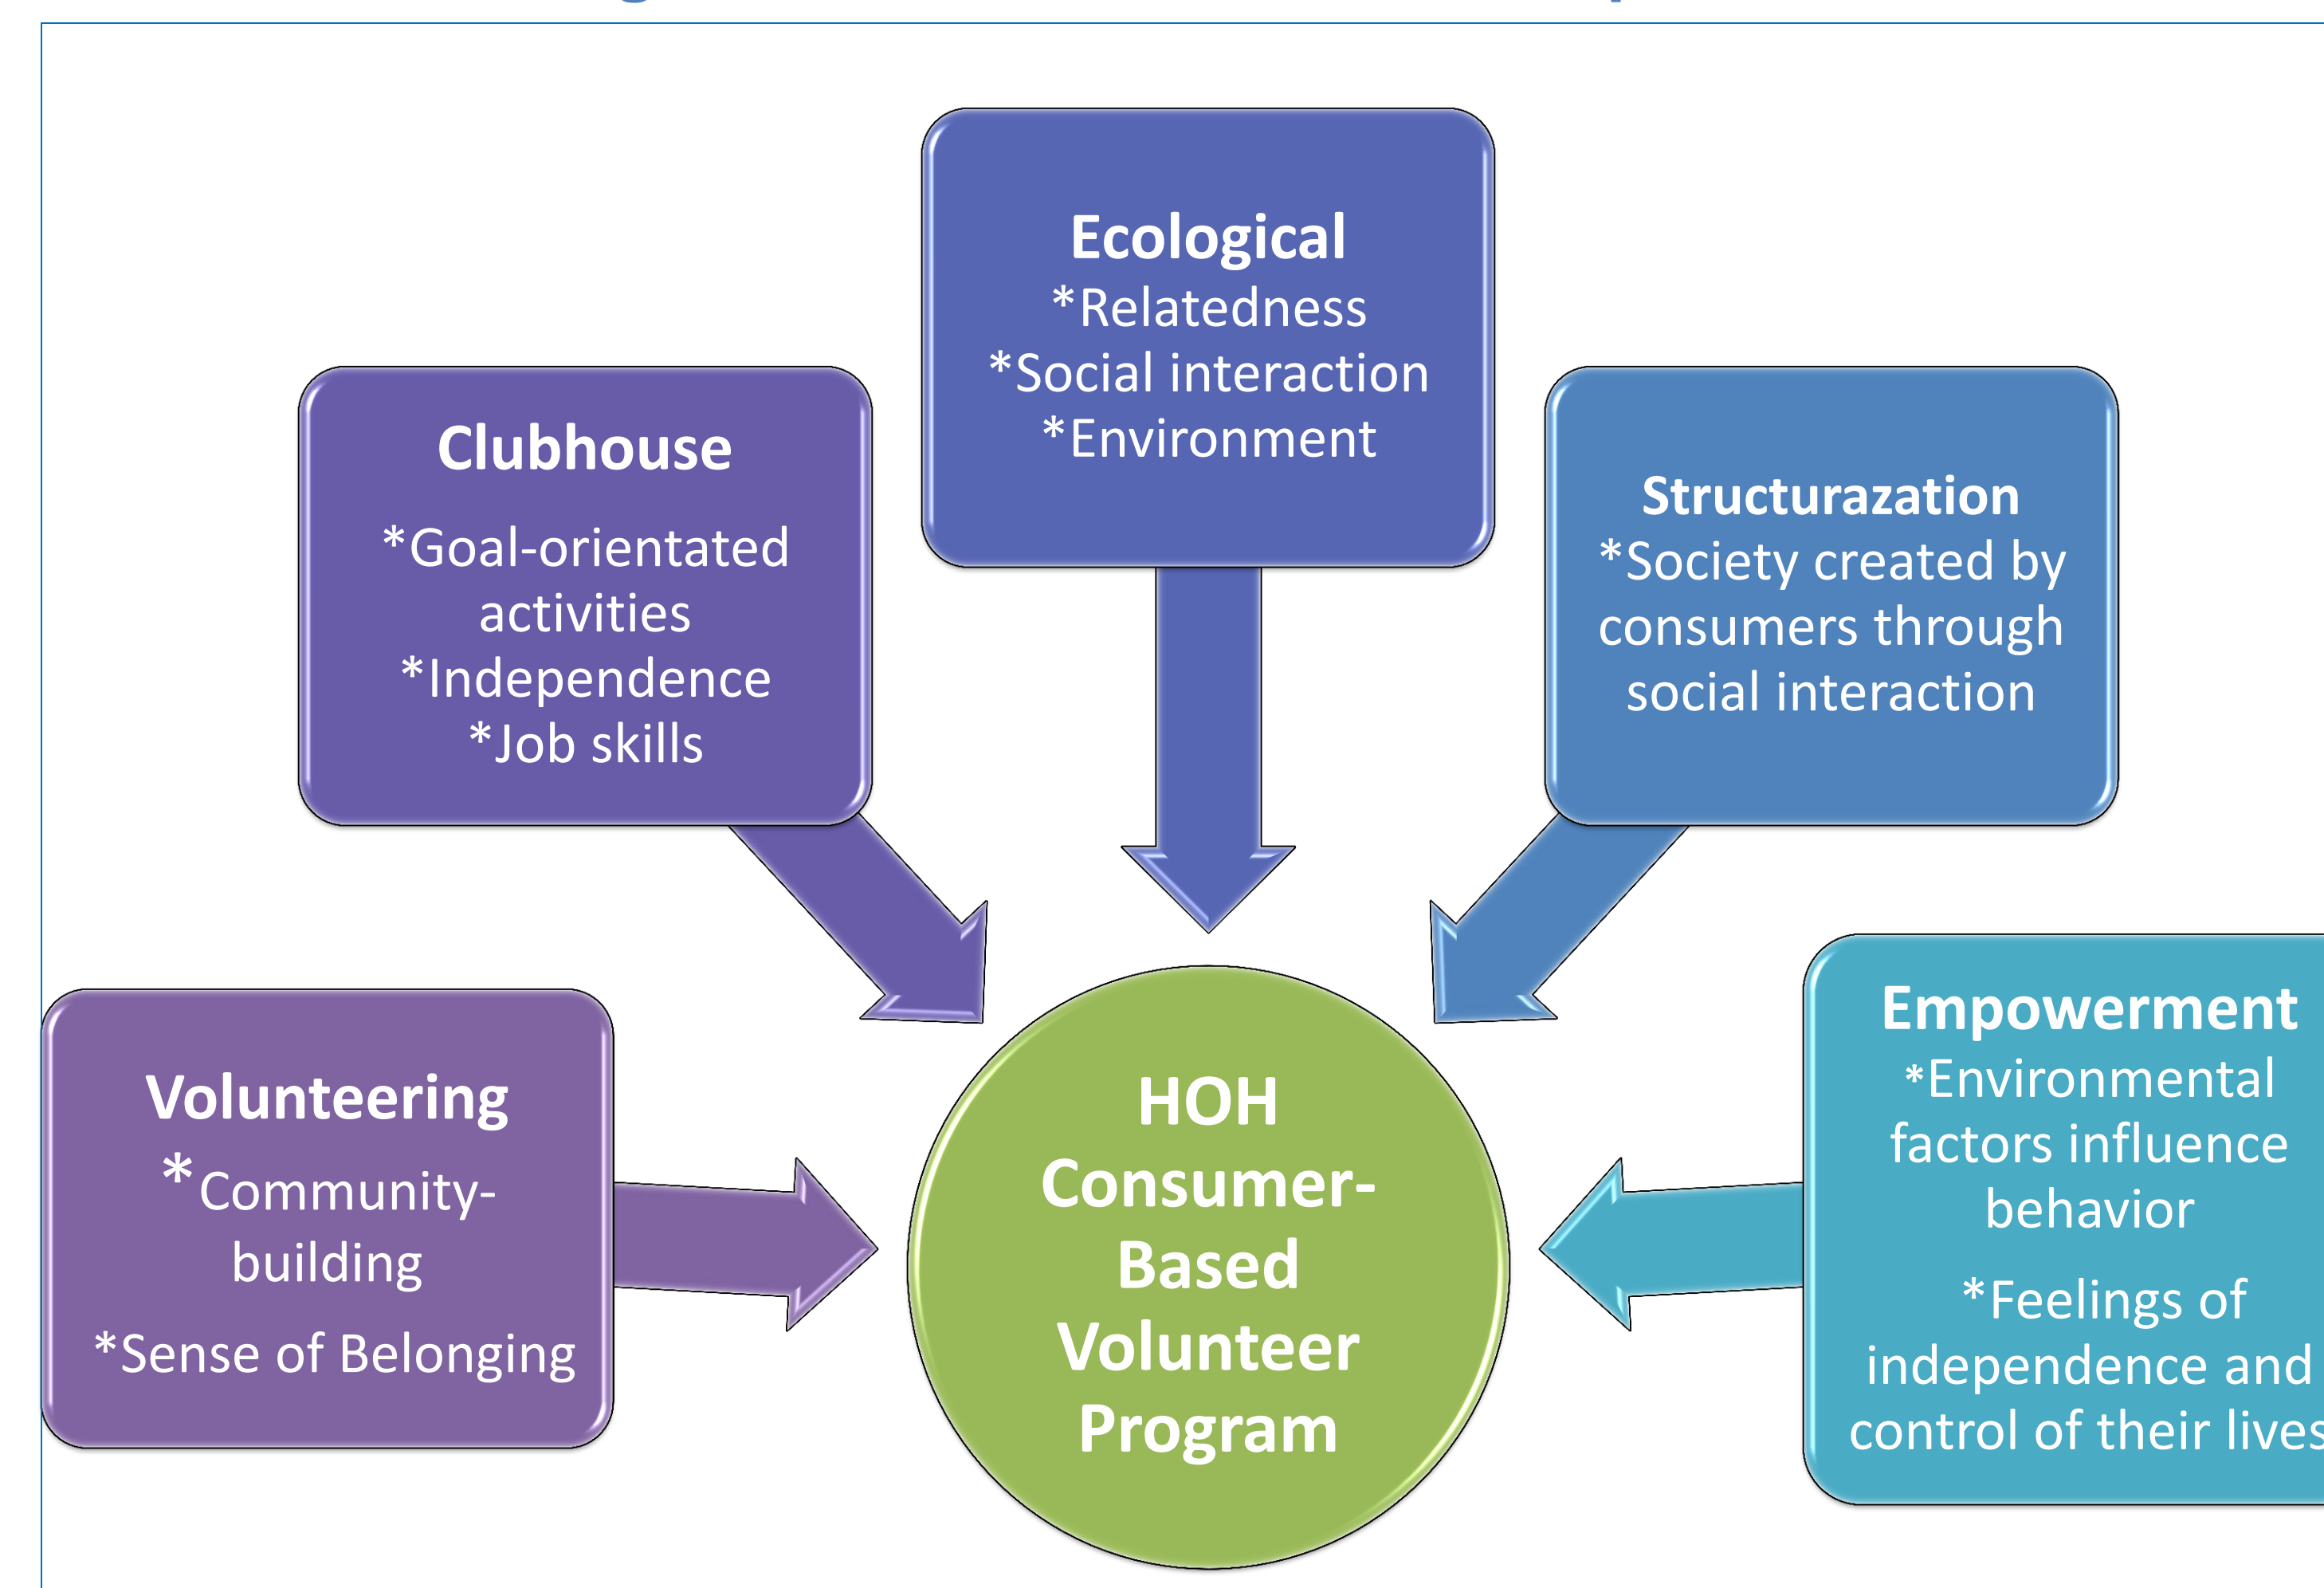 Volunteering
*Community-
building
*Sense of Belonging
Clubhouse
*Goal-orientated
activities
*Independence
*Job skills
Ecological
*Relatedness
*Social interaction
*Environment
Structurazation
*Society created by
consumers through
social interaction
Empowerment
*Environmental
factors influence
behavior
*Feelings of
independence and
control of their lives
HOH
Consumer-
Based
Volunteer
Program